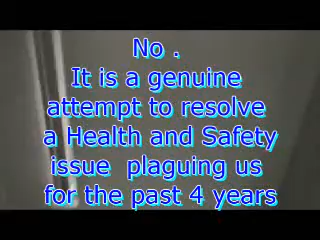 No .
It is a genuine
attempt to resolve
a Health and Safety
issue plaguing us
for the past 4 years